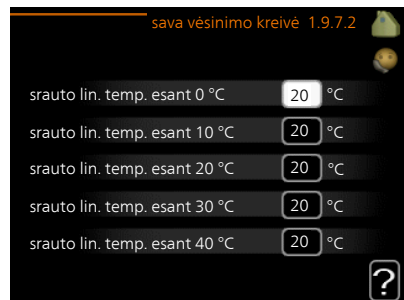 sava vėsinimo kreivė 1.9.7.2
srauto lin. temp. esant 0 °C 20 °C
srauto lin. temp. esant 10 °C 20 °C
srauto lin. temp. esant 20 °C 20 °C
srauto lin. temp. esant 30 °C 20 °C
srauto lin. temp. esant 40 °C 20 °C
?